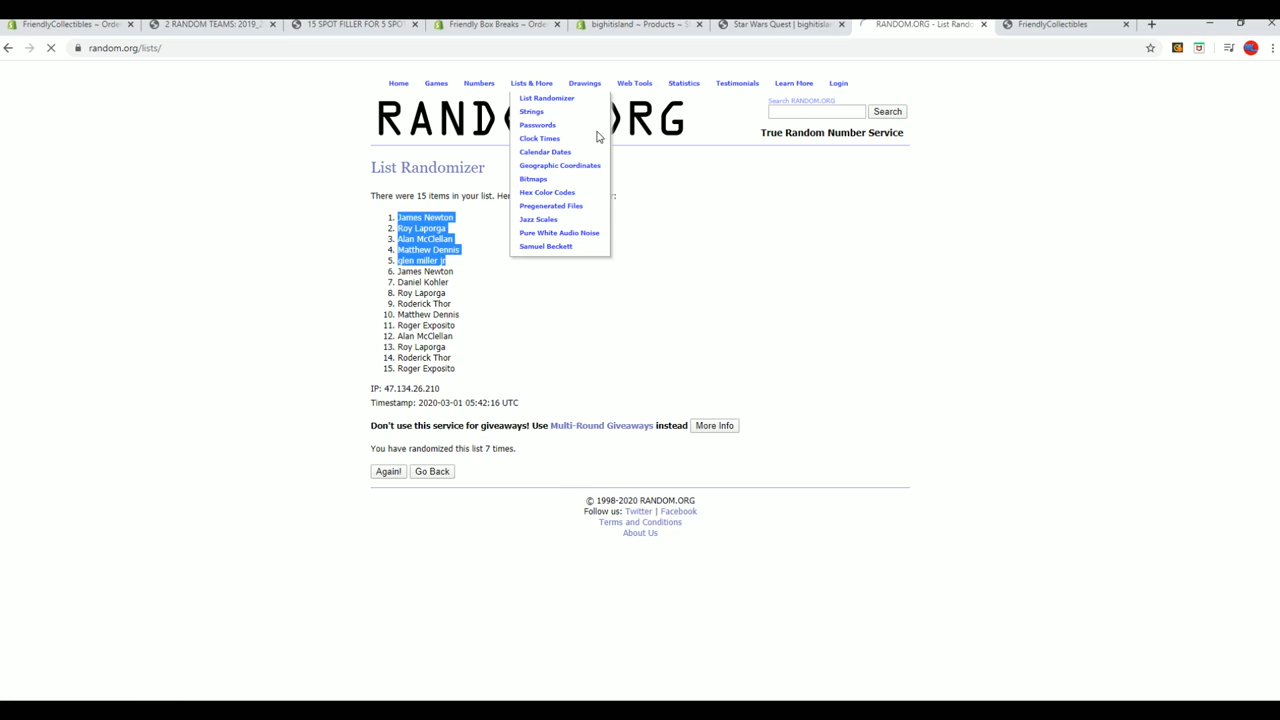 FriendlyCollectibles ~ Orde
2 RANDOM TEAMS: 2019_2
15 SPOT FILLER FOR 5 SPO
Friendly Box Breaks ~ Orde
bighitisland ~ Products ~ S
Star Wars Quest | bighitislan
RANDOM.ORG - List Rando
FriendlyCollectibles
random.org/lists/
Home Games Numbers Lists & More Drawings Web Tools Statistics Testimonials Learn More Login
List Randomizer
Strings
Passwords
Clock Times
Calendar Dates
Geographic Coordinates
Bitmaps
Hex Color Codes
Pregenerated Files
Jazz Scales
Pure White Audio Noise
Samuel Beckett
RAND RG
Search RANDOM.ORG
Search
True Random Number Service
List Randomizer
There were 15 items in your list. Her r:
1. James Newton
2. Roy Laporga
3. Alan McClellan
4. Matthew Dennis
5. glen miller jr
6. James Newton
7. Daniel Kohler
8. Roy Laporga
9. Roderick Thor
10. Matthew Dennis
11. Roger Exposito
12. Alan McClellan
13. Roy Laporga
14. Roderick Thor
15. Roger Exposito
IP: 47.134.26.210
Timestamp: 2020-03-01 05:42:16 UTC
Don't use this service for giveaways! Use Multi-Round Giveaways instead More Info
You have randomized this list 7 times.
Again! Go Back
© 1998-2020 RANDOM.ORG
Follow us: Twitter | Facebook
Terms and Conditions
About Us